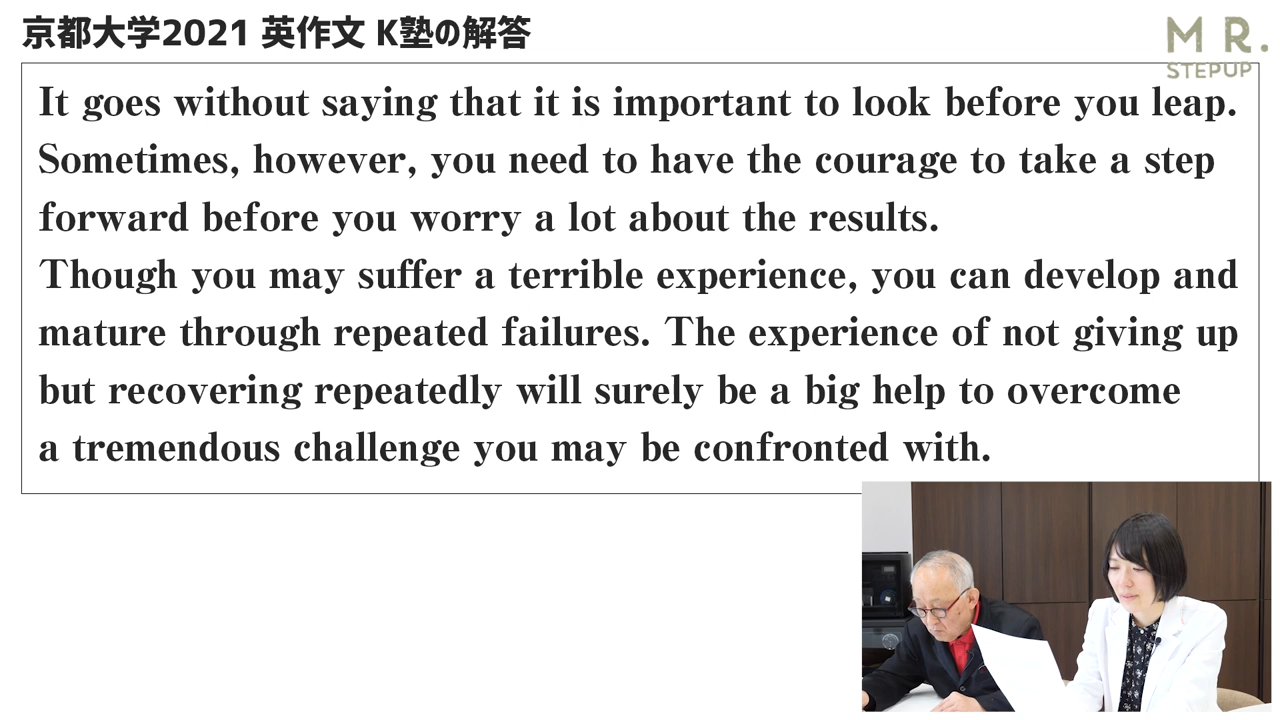 京都大学2021 英作文 K塾の解答
MR.
STEPUP
It goes without saying that it is important to look before you leap.
Sometimes, however, you need to have the courage to take a step
forward before you worry a lot about the results.
Though you may suffer a terrible experience, you can develop and
mature through repeated failures. The experience of not giving up
but recovering repeatedly will surely be a big help to overcome
a tremendous challenge you may be confronted with.